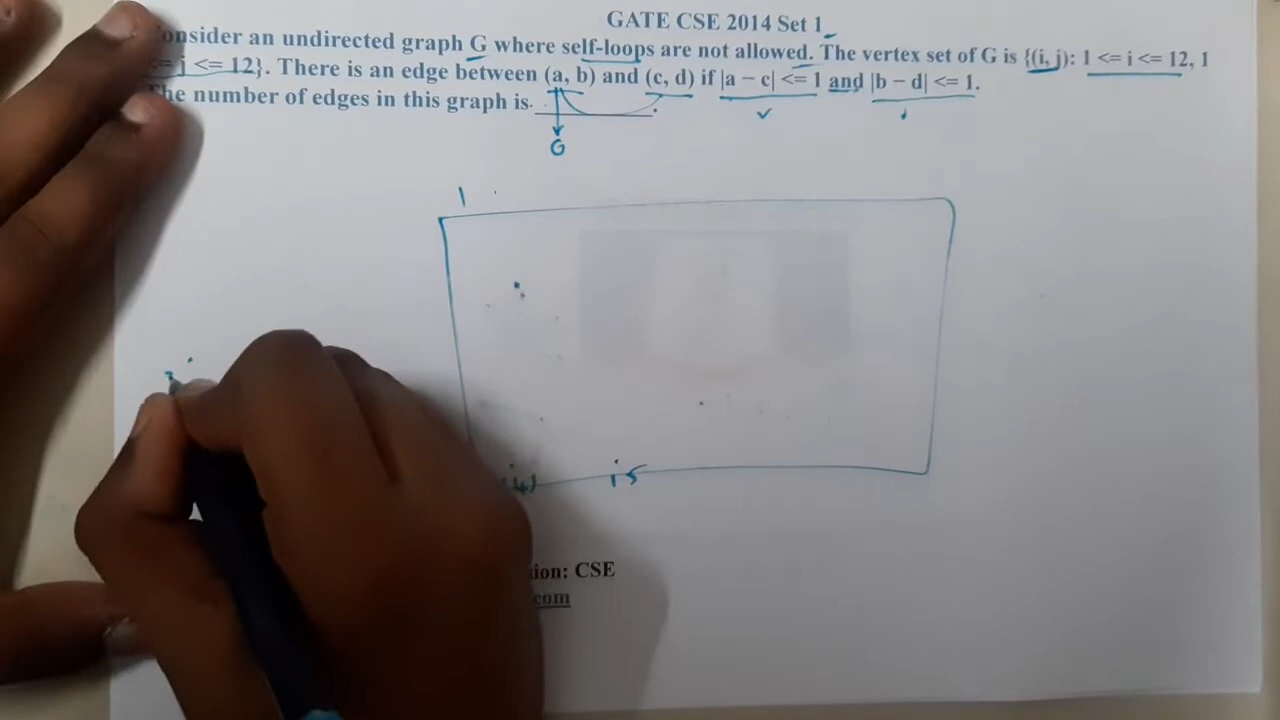 GATE CSE 2014 Set 1
onsider an undirected graph G where self-loops are not allowed. The vertex set of G is {(i, j): 1 <= i <= 12, 1
<= j <= 12}. There is an edge between (a, b) and (c, d) if |a – c| <= 1 and |b – d| <= 1.
The number of edges in this graph is
G
1
is
ion: CSE
com